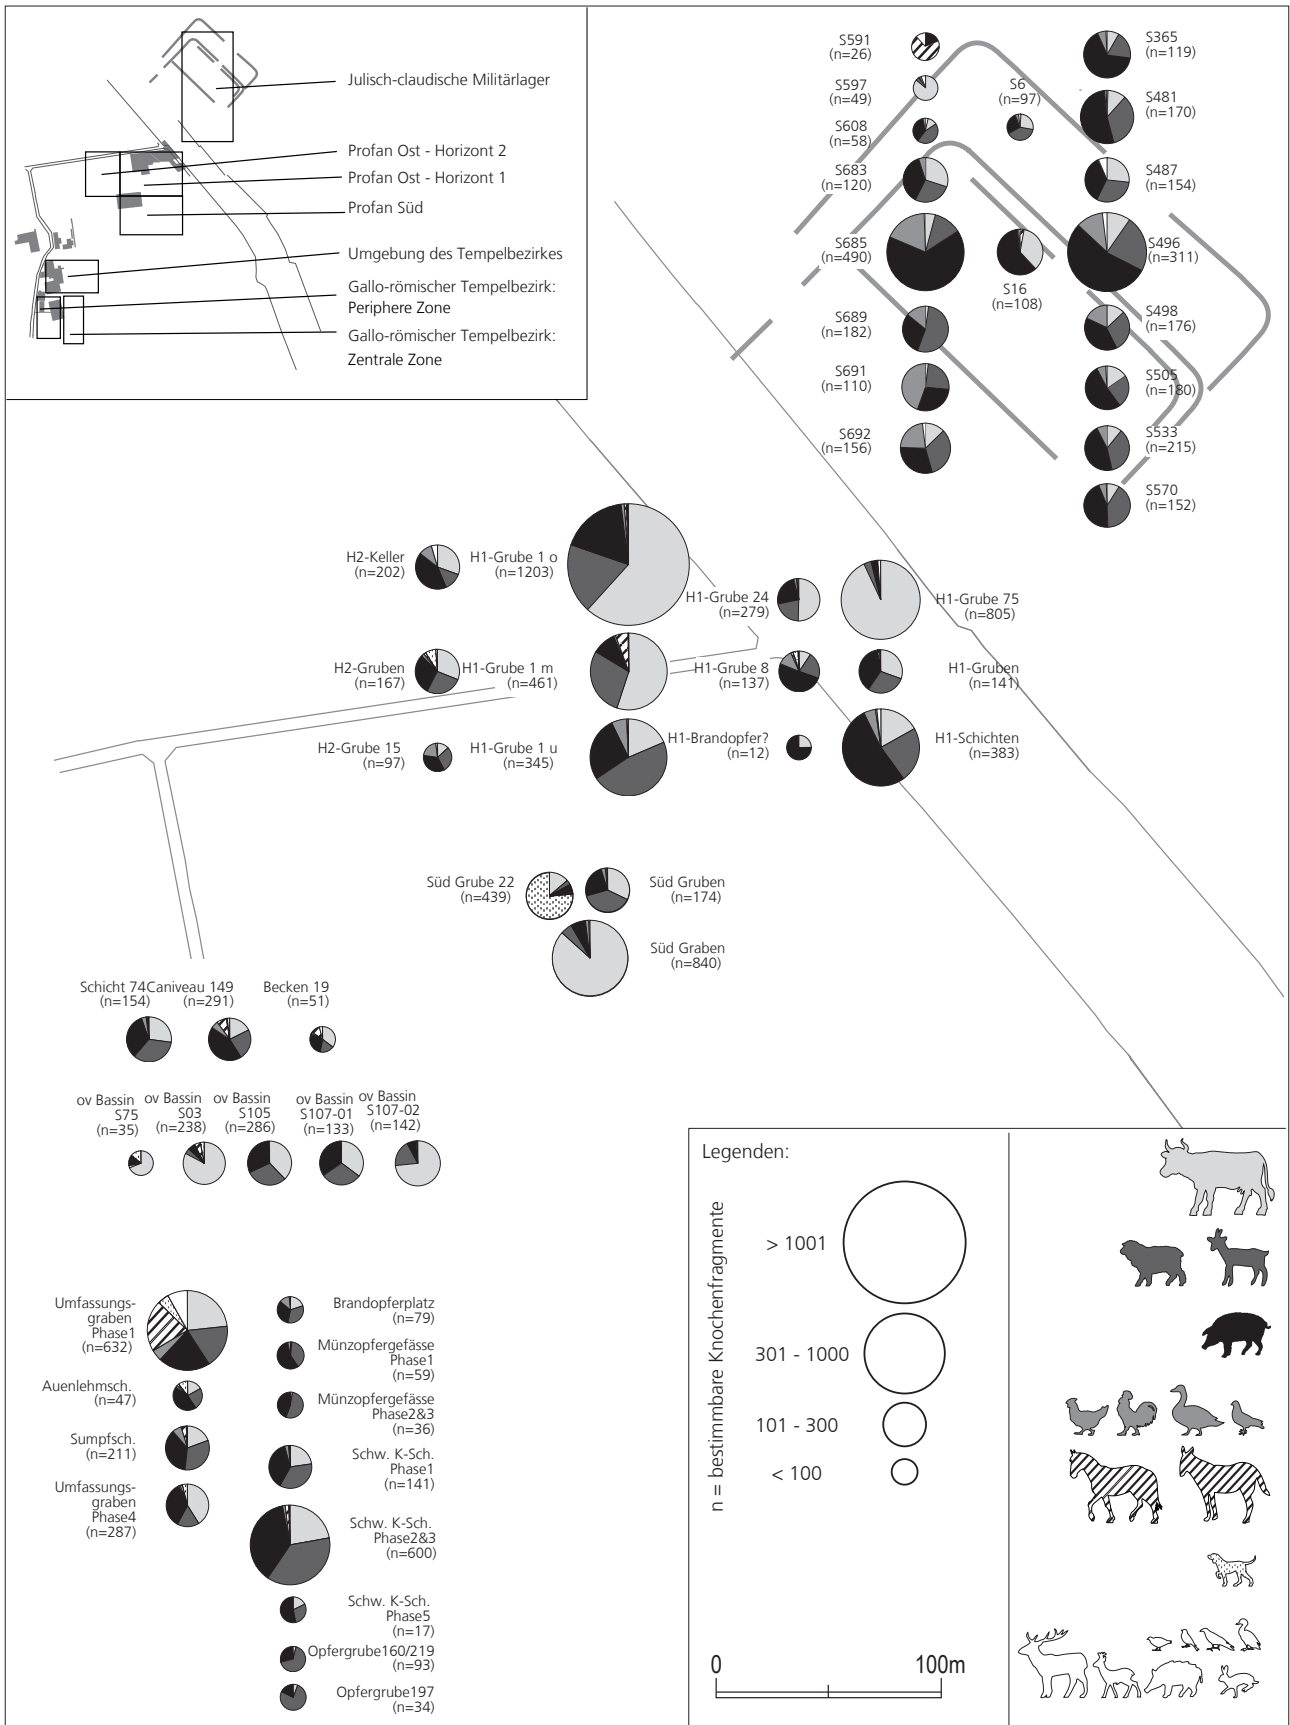 Julisch-claudische Militärlager
Profan Ost - Horizont 2
Profan Ost - Horizont 1
Profan Süd
Umgebung des Tempelbezirkes
Gallo-römischer Tempelbezirk:
Periphere Zone
Gallo-römischer Tempelbezirk:
Zentrale Zone
S591
(n=26)
S597
(n=49)
S608
(n=58)
S683
(n=120)
S685
(n=490)
S689
(n=182)
S691
(n=110)
S692
(n=156)
S6
(n=97)
S16
(n=108)
S365
(n=119)
S481
(n=170)
S487
(n=154)
S496
(n=311)
S498
(n=176)
S505
(n=180)
S533
(n=215)
S570
(n=152)
H2-Keller
(n=202)
H2-Gruben
(n=167)
H2-Grube 15
(n=97)
H1-Grube 1 o
(n=1203)
H1-Grube 1 m
(n=461)
H1-Grube 1 u
(n=345)
H1-Grube 24
(n=279)
H1-Grube 8
(n=137)
H1-Brandopfer?
(n=12)
H1-Grube 75
(n=805)
H1-Gruben
(n=141)
H1-Schichten
(n=383)
Süd Grube 22
(n=439)
Süd Gruben
(n=174)
Süd Graben
(n=840)
Schicht 74
(n=154)
Caniveau 149
(n=291)
Becken 19
(n=51)
ov Bassin
S75
(n=35)
ov Bassin
S03
(n=238)
ov Bassin
S105
(n=286)
ov Bassin
S107-01
(n=133)
ov Bassin
S107-02
(n=142)
Umfassungs-
graben
Phase1
(n=632)
Auenlehmsch.
(n=47)
Sumpfsch.
(n=211)
Umfassungs-
graben
Phase4
(n=287)
Brandopferplatz
(n=79)
Münzopfergefässe
Phase1
(n=59)
Münzopfergefässe
Phase2&3
(n=36)
Schw. K-Sch.
Phase1
(n=141)
Schw. K-Sch.
Phase2&3
(n=600)
Schw. K-Sch.
Phase5
(n=17)
Opfergrube160/219
(n=93)
Opfergrube197
(n=34)
Legenden:
n = bestimmbare Knochenfragmente
> 1001
301 - 1000
101 - 300
< 100
0 100m